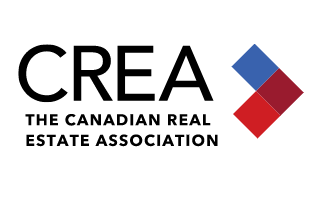 CREA
THE CANADIAN REAL
ESTATE ASSOCIATION